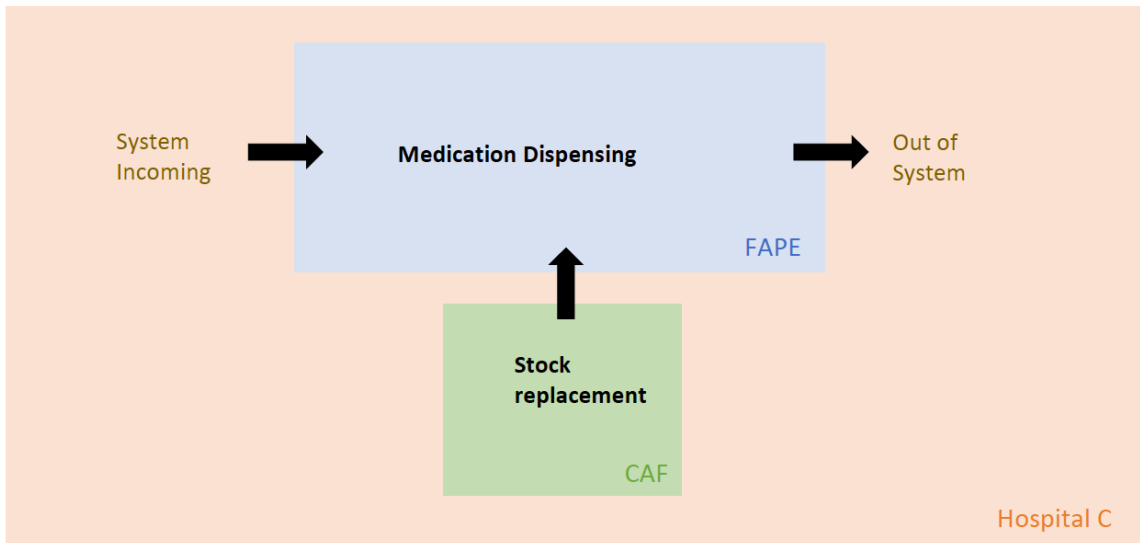 System
Incoming
Medication Dispensing
Out of
System
FAPE
Stock
replacement
CAF
Hospital C